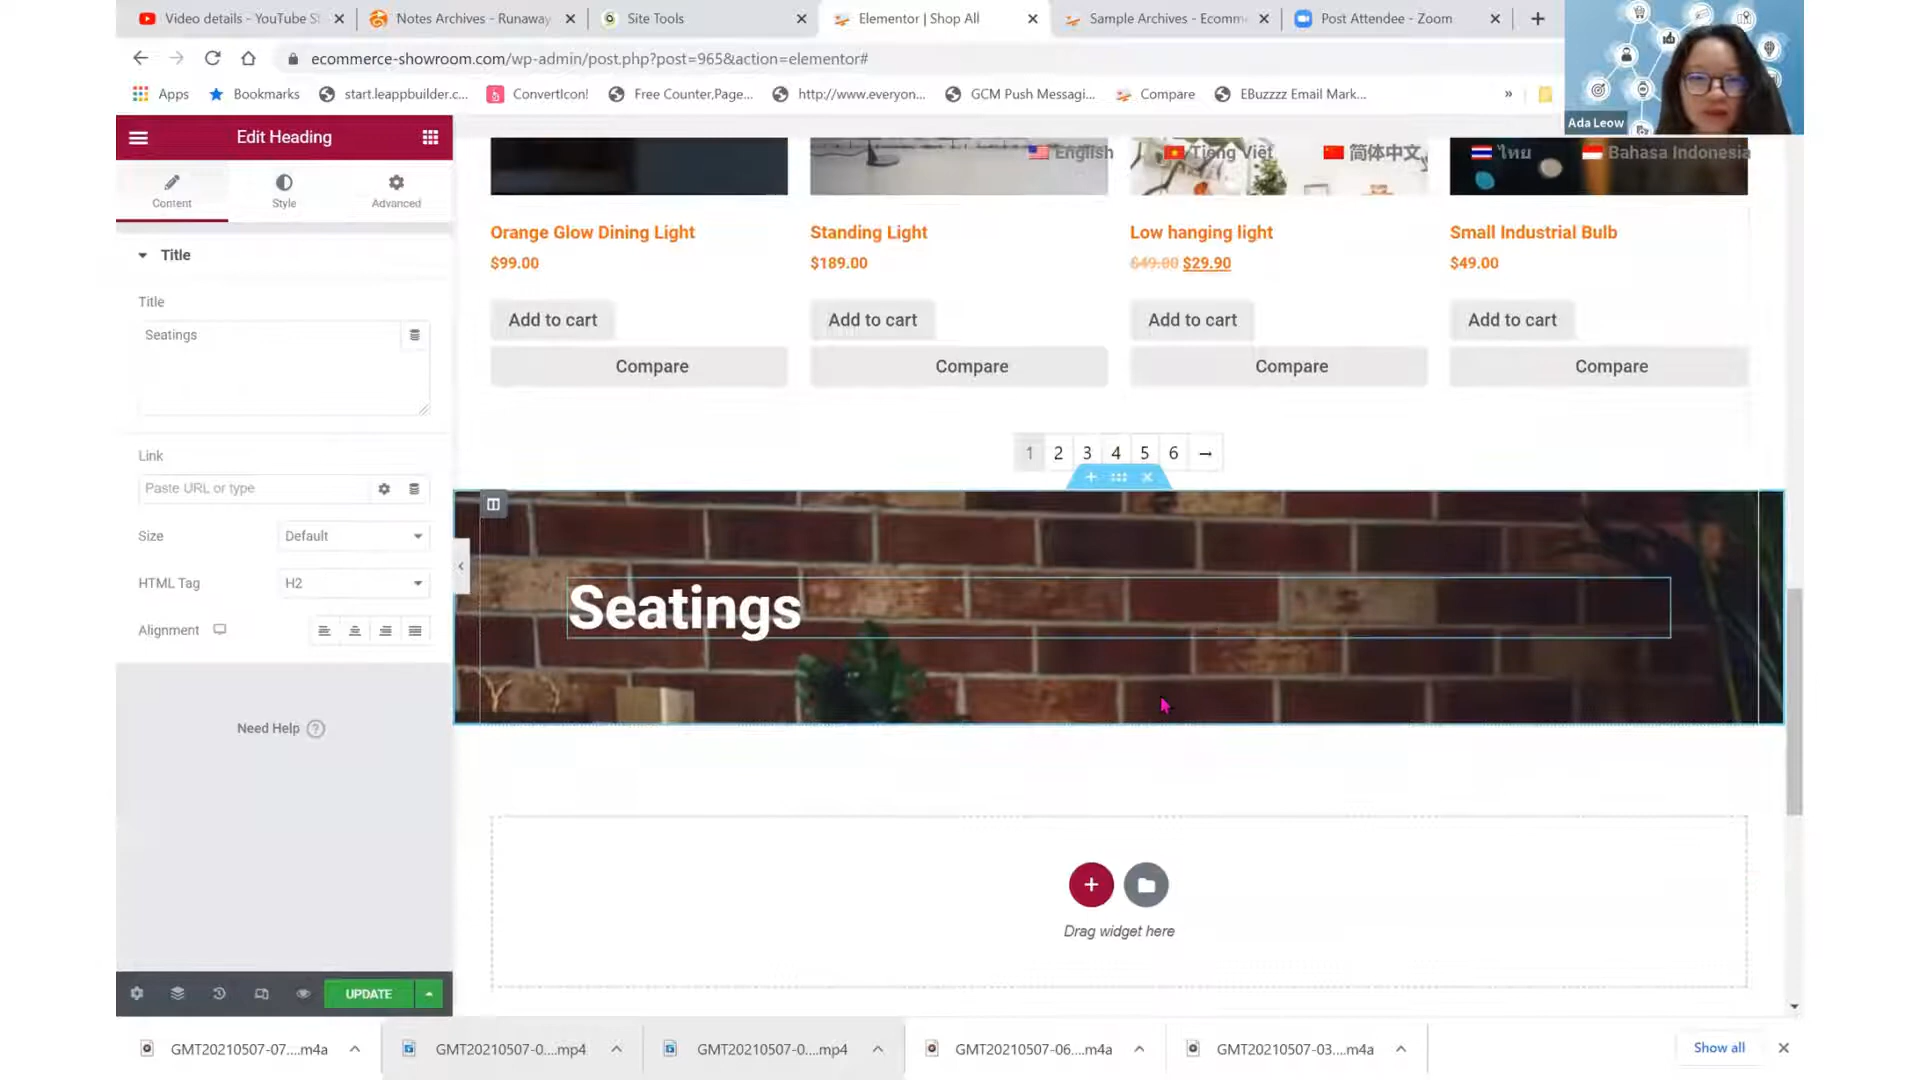 Video details - YouTube S
Notes Archives - Runaway
Site Tools
Elementor | Shop All
Sample Archives - Ecomm
Post Attendee - Zoom
ecommerce-showroom.com/wp-admin/post.php?post=965&action=elementor#
Apps
Bookmarks
start.leappbuilder.c...
ConvertIcon!
Free Counter,Page...
http://www.everyon...
GCM Push Messagi...
Compare
EBuzzzz Email Mark...
»
Ada Leow
Edit Heading
Content
Style
Advanced
English
Tiếng Việt
简体中文
ไทย
Bahasa Indonesia
Title
Title
Seatings
Link
Paste URL or type
Size
Default
HTML Tag
H2
Alignment
Need Help ?
UPDATE
Orange Glow Dining Light
Standing Light
Low hanging light
Small Industrial Bulb
$99.00
$189.00
$49.00 $29.90
$49.00
Add to cart
Add to cart
Add to cart
Add to cart
Compare
Compare
Compare
Compare
1 2 3 4 5 6 →
Seatings
Drag widget here
GMT20210507-07....m4a
GMT20210507-0....mp4
GMT20210507-0....mp4
GMT20210507-06....m4a
GMT20210507-03....m4a
Show all